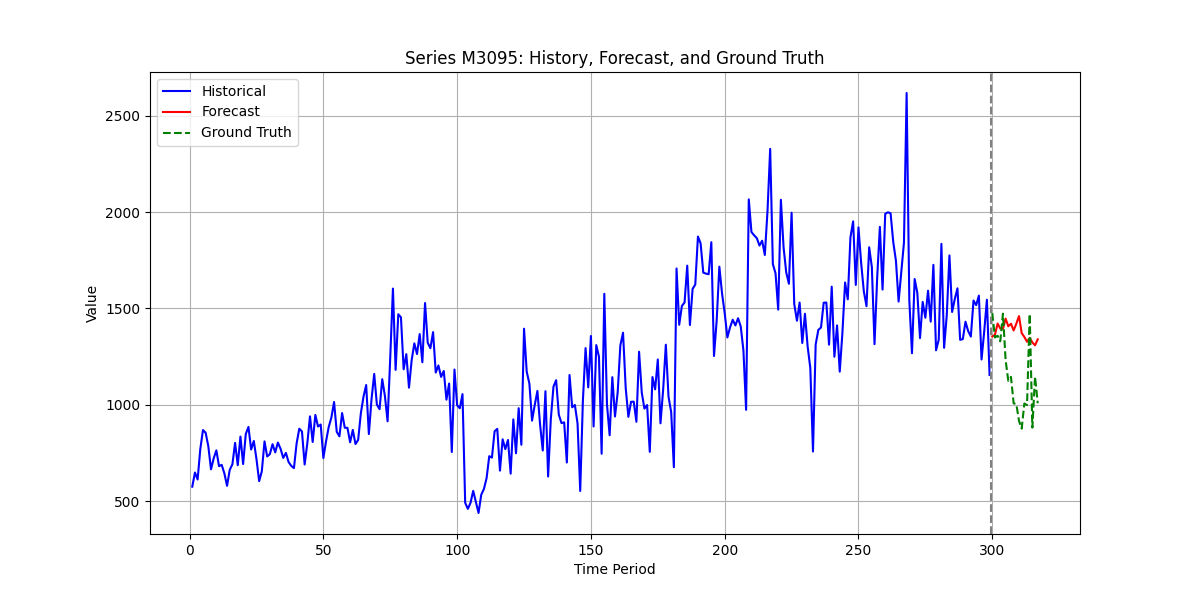 Series M3095: History, Forecast, and Ground Truth
Historical
Forecast
Ground Truth
2500
2000
1500
1000
500
Value
0
50
100
150
200
250
300
Time Period